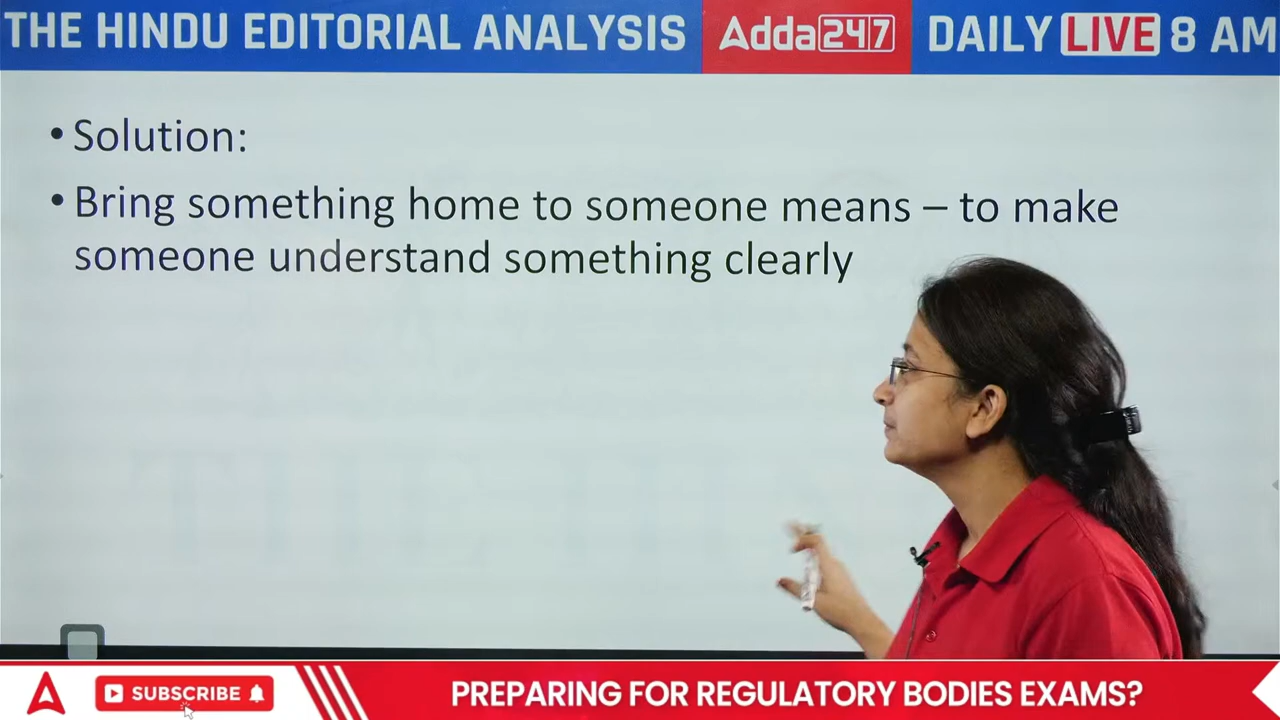 THE HINDU EDITORIAL ANALYSIS Adda247 DAILY LIVE 8 AM
• Solution:
• Bring something home to someone means – to make
someone understand something clearly
SUBSCRIBE PREPARING FOR REGULATORY BODIES EXAMS?